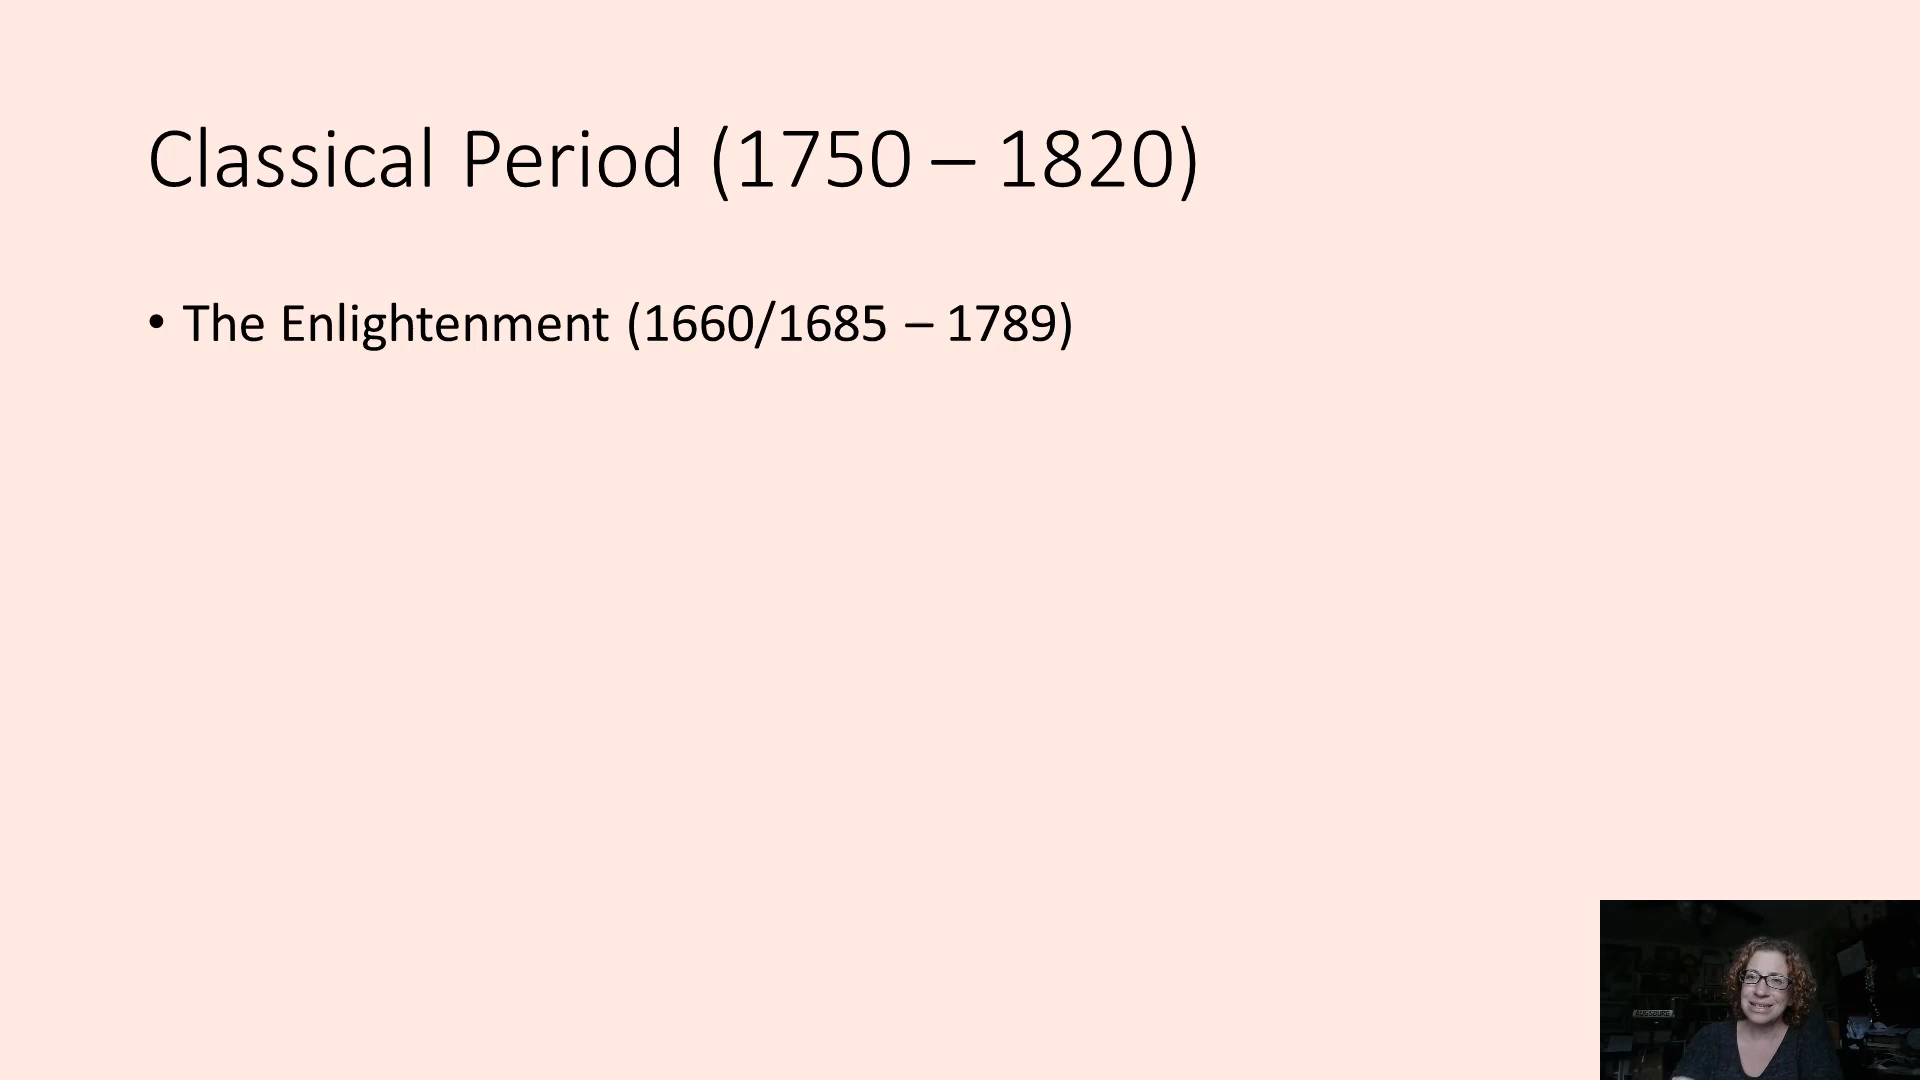 Classical Period (1750 – 1820)
• The Enlightenment (1660/1685 – 1789)